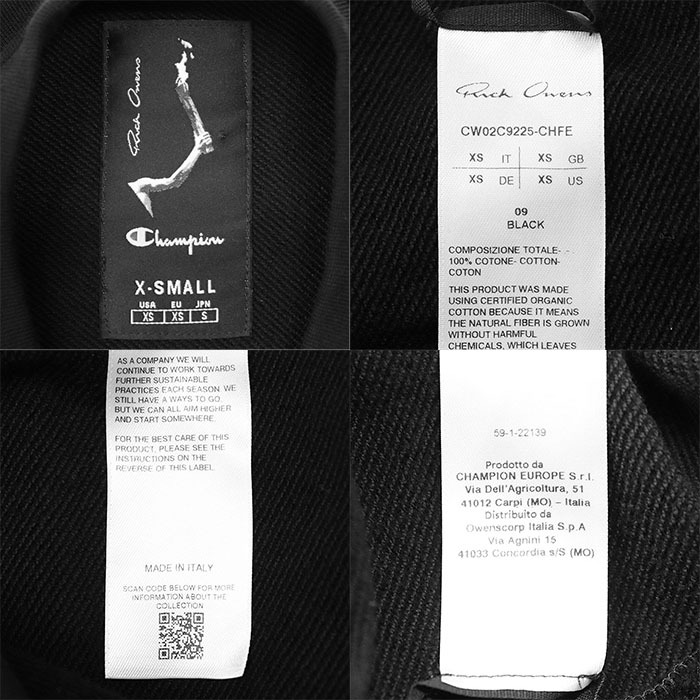 Rick Owens
Champion
X-SMALL
USA EU JPN
XS XS S
Rick Owens
CW02C9225-CHFE
XS IT XS GB
XS DE XS US
09
BLACK
COMPOSIZIONE TOTALE-
100% COTONE- COTTON-
COTON
THIS PRODUCT WAS MADE
USING CERTIFIED ORGANIC
COTTON BECAUSE IT MEANS
THE NATURAL FIBER IS GROWN
WITHOUT HARMFUL
CHEMICALS, WHICH LEAVES
AS A COMPANY WE WILL
CONTINUE TO WORK TOWARDS
FURTHER SUSTAINABLE
PRACTICES EACH SEASON. WE
STILL HAVE A WAYS TO GO.
BUT WE CAN ALL AIM HIGHER
AND START SOMEWHERE.
FOR THE BEST CARE OF THIS
PRODUCT, PLEASE SEE THE
INSTRUCTIONS ON THE
REVERSE OF THIS LABEL.
MADE IN ITALY
SCAN CODE BELOW FOR MORE
INFORMATION ABOUT THE
COLLECTION
59-1-22139
Prodotto da
CHAMPION EUROPE S.r.l.
Via Dell'Agricoltura, 51
41012 Carpi (MO) – Italia
Distribuito da
Owenscorp Italia S.p.A
Via Agnini 15
41033 Concordia s/S (MO)